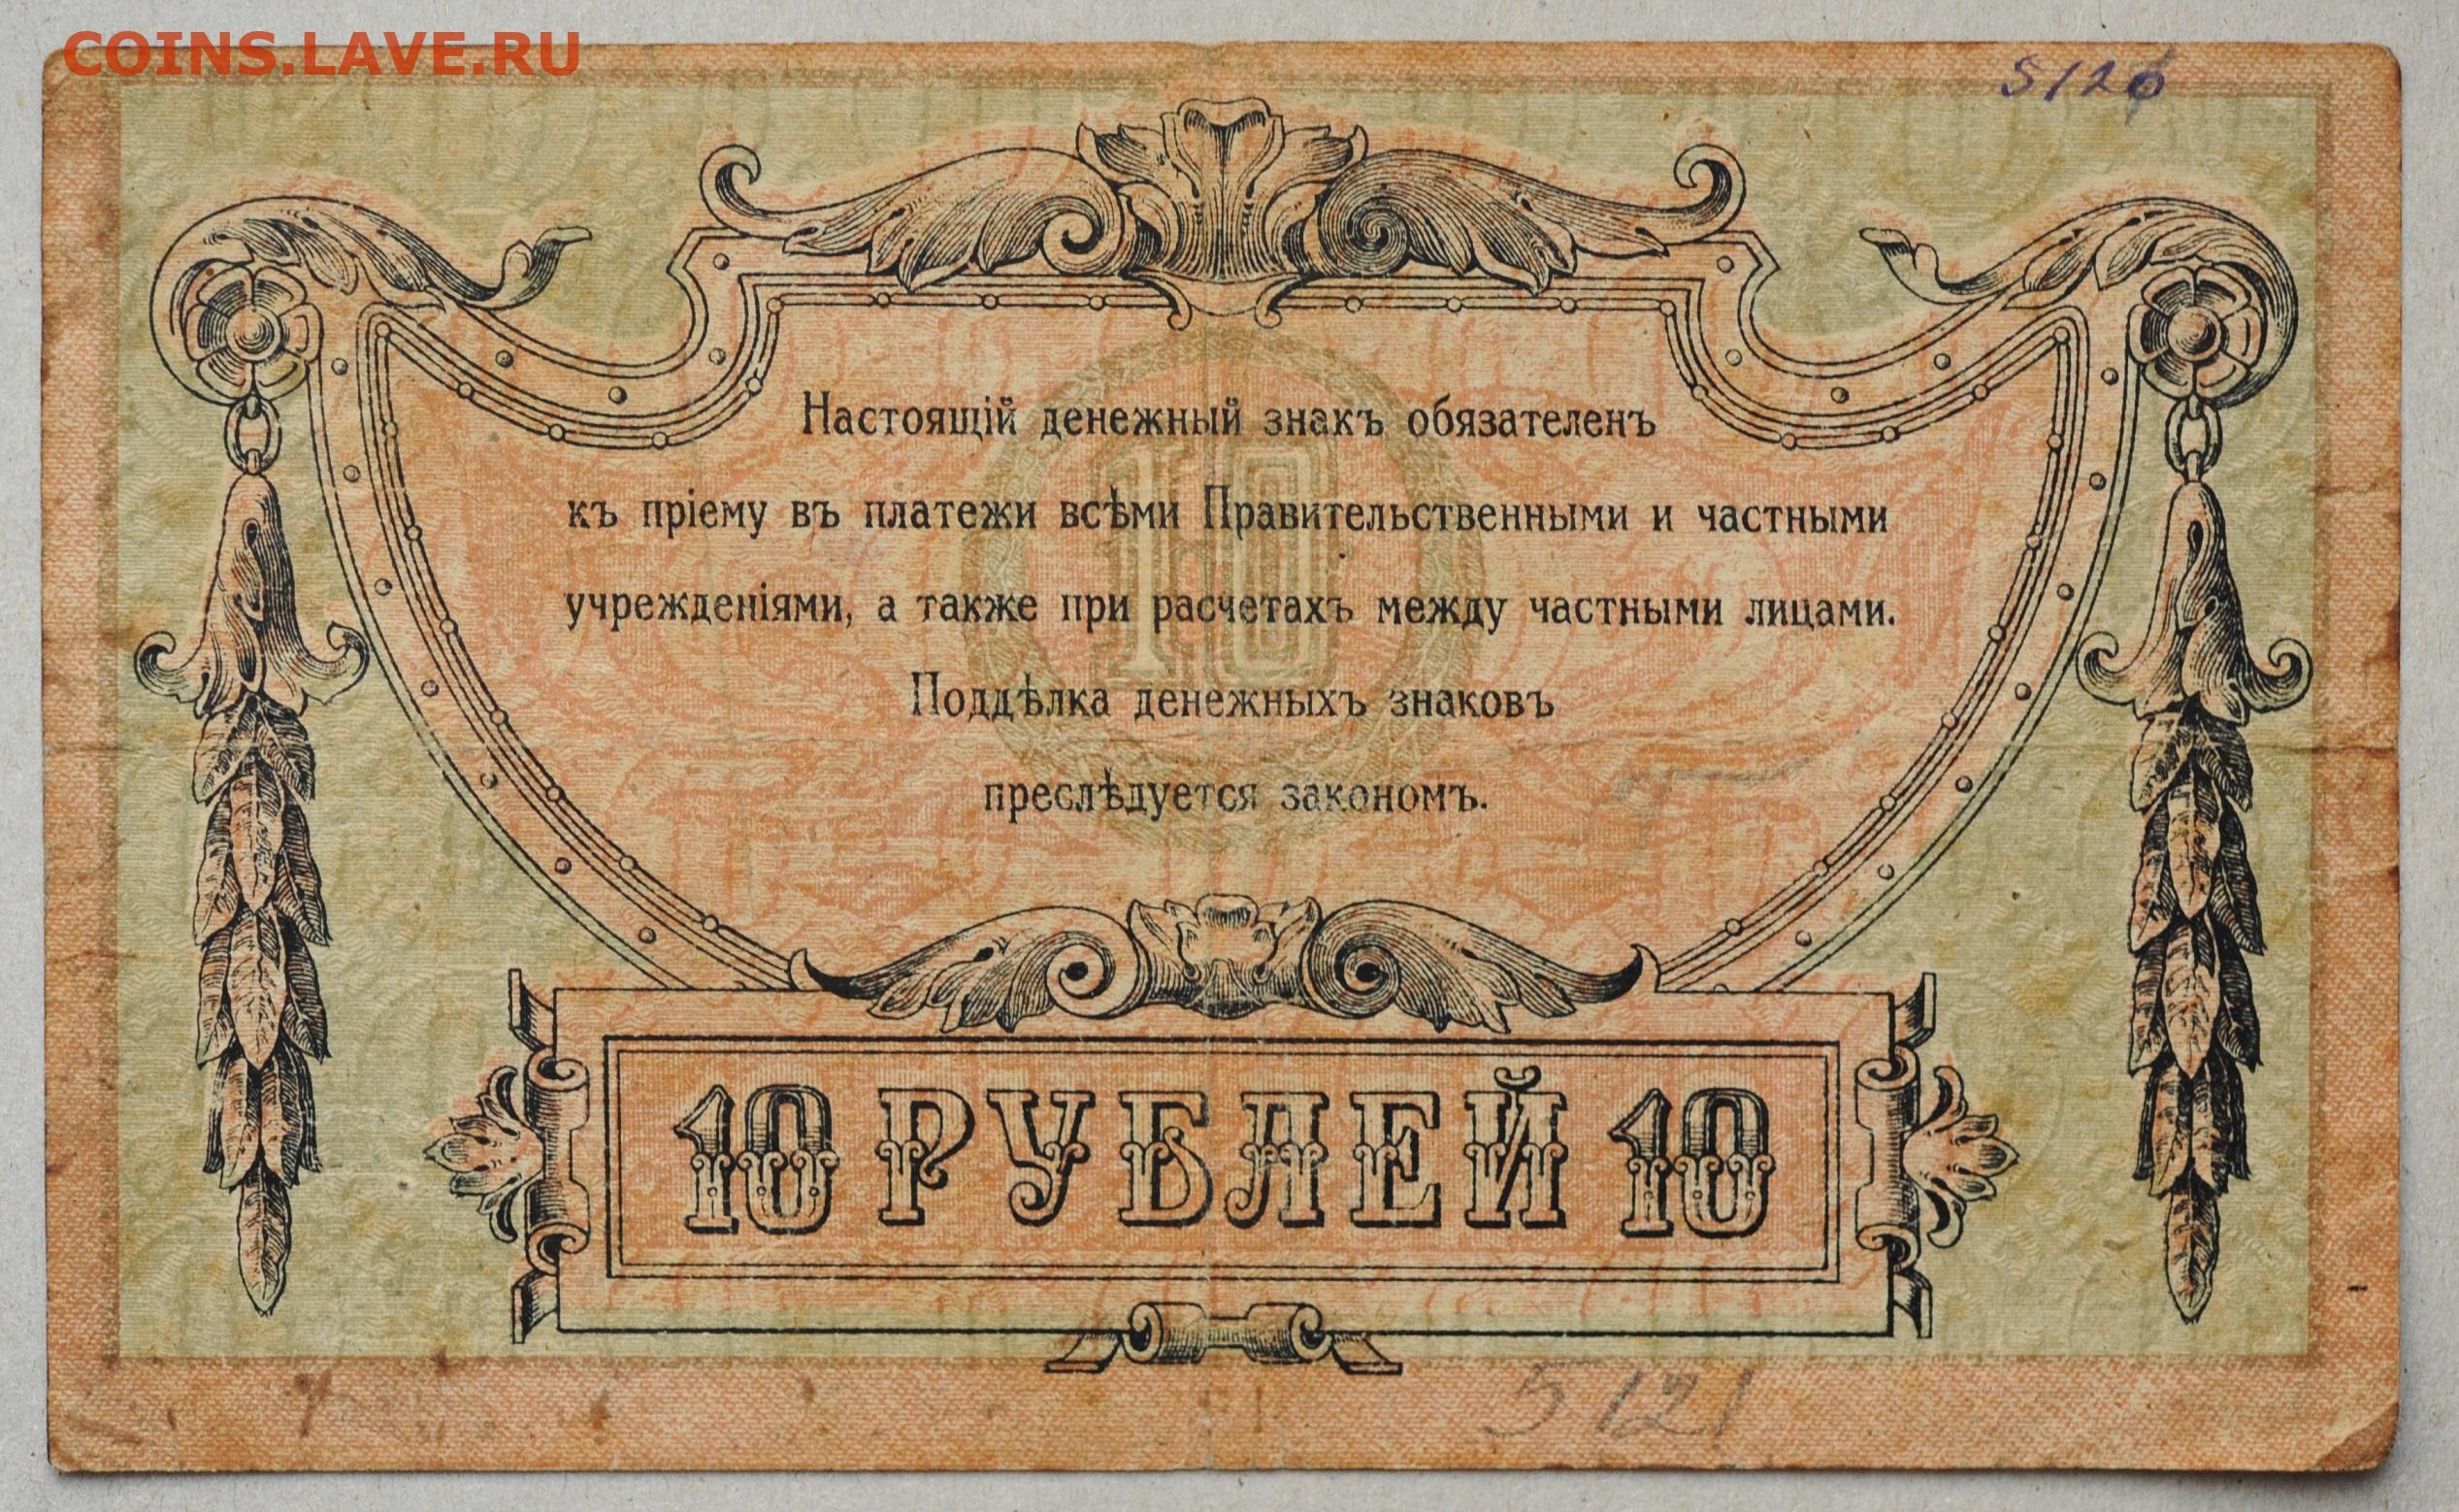 COINS.LAVE.RU
5120
Настоящій денежный знакъ обязателенъ
къ пріему въ платежи всѣми Правительственными и частными
учрежденіями, а также при расчетахъ между частными лицами.
10
Поддѣлка денежныхъ знаковъ
преслѣдуется закономъ.
10 РУБЛЕЙ 10
5121